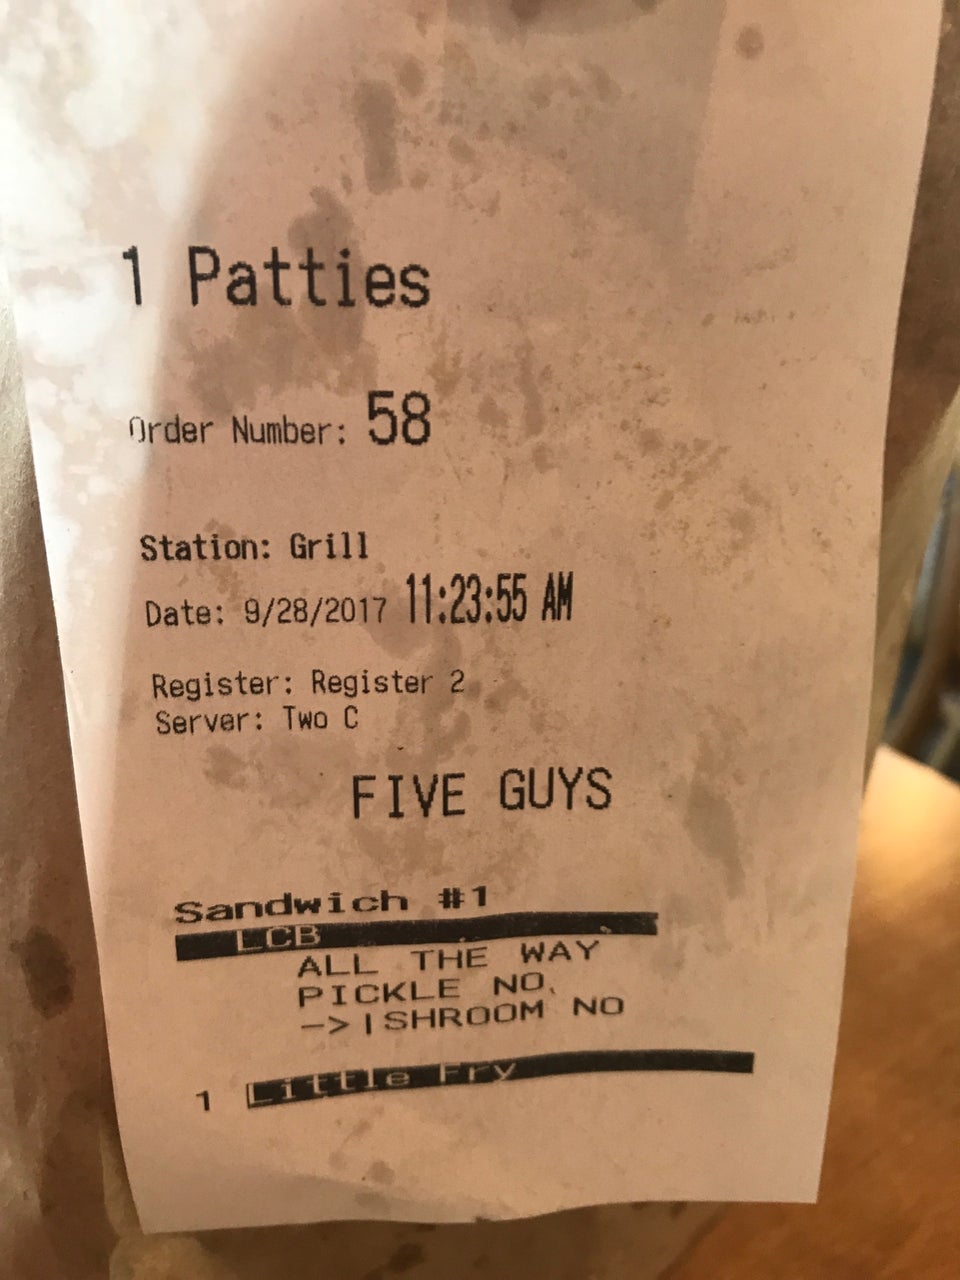 1 Patties
Order Number: 58
Station: Grill
Date: 9/28/2017 11:23:55 AM
Register: Register 2
Server: Two C
FIVE GUYS
Sandwich #1
LCB
ALL THE WAY
PICKLE NO
->|SHROOM NO
1 Little Fry